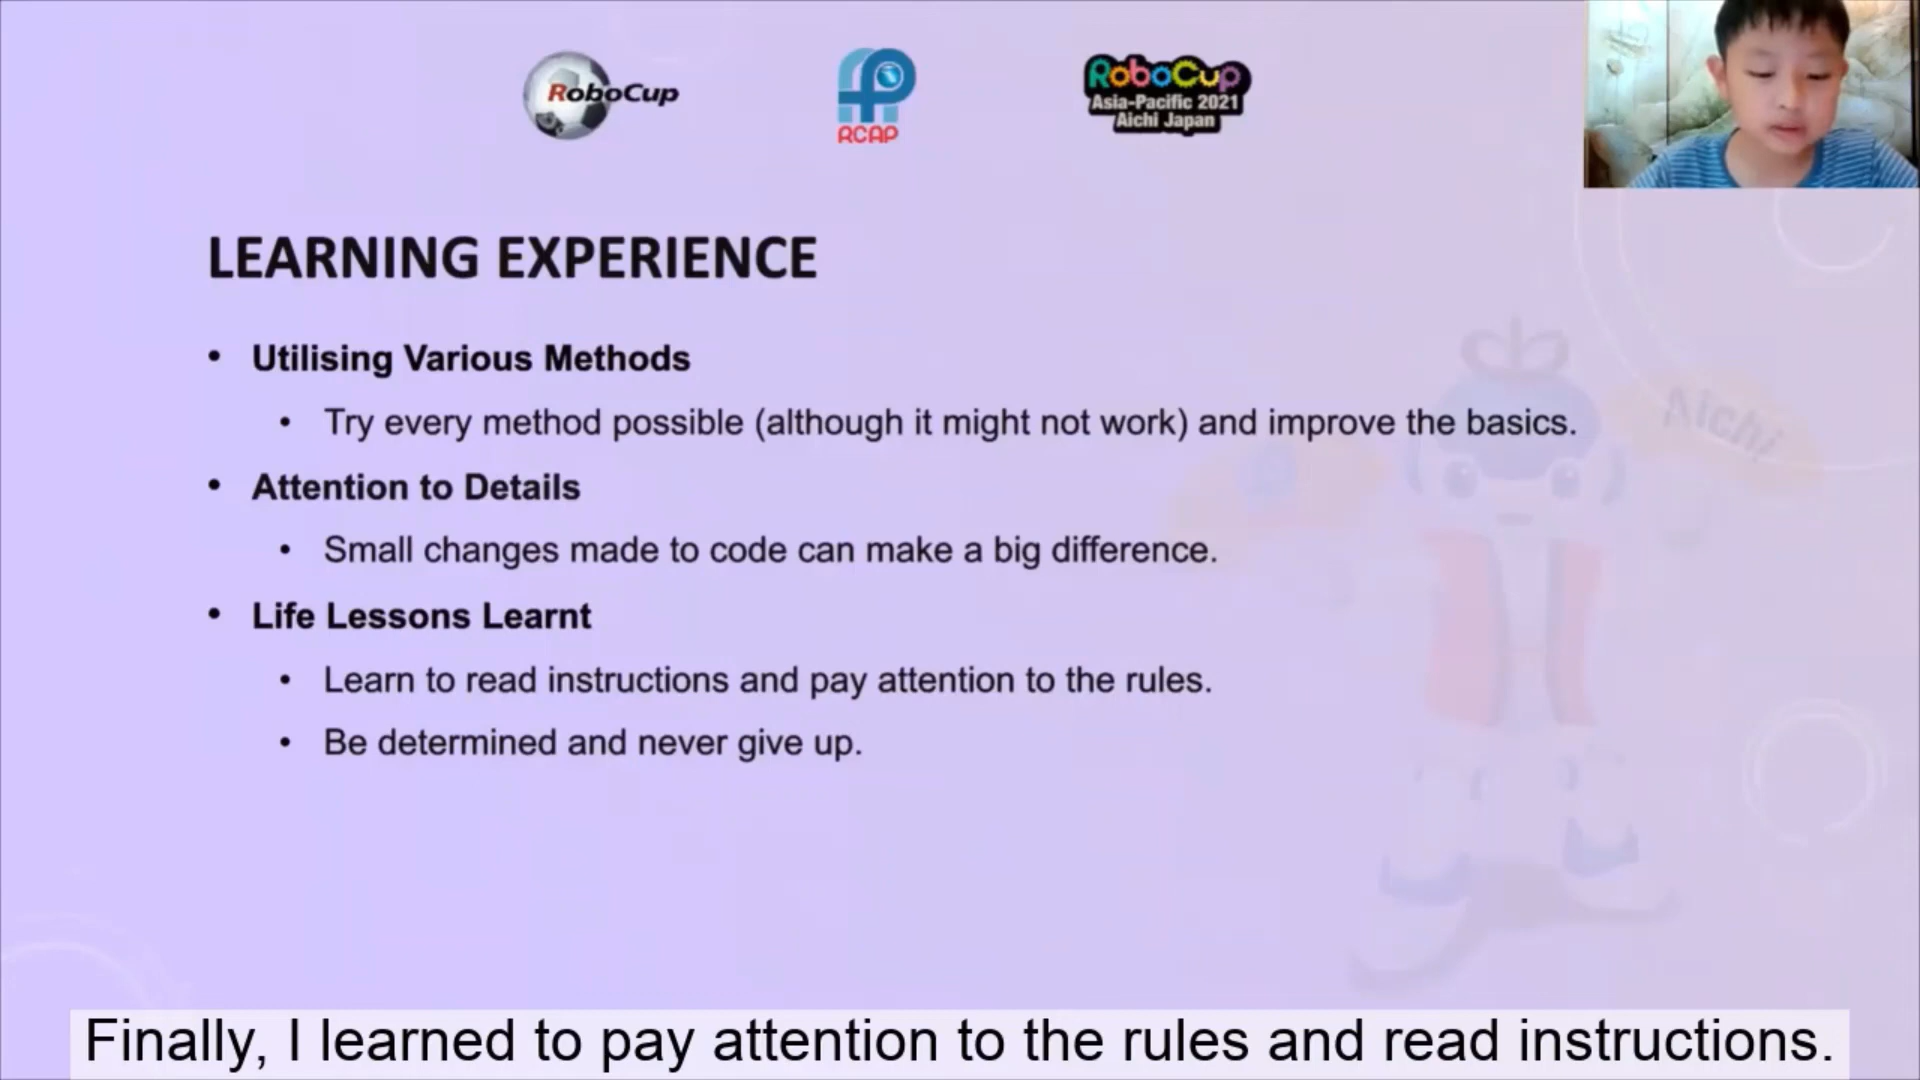 RoboCup
RCAP
RoboCup
Asia-Pacific 2021
Aichi Japan
LEARNING EXPERIENCE
• Utilising Various Methods
• Try every method possible (although it might not work) and improve the basics.
Aichi
• Attention to Details
• Small changes made to code can make a big difference.
• Life Lessons Learnt
• Learn to read instructions and pay attention to the rules.
• Be determined and never give up.
Finally, I learned to pay attention to the rules and read instructions.